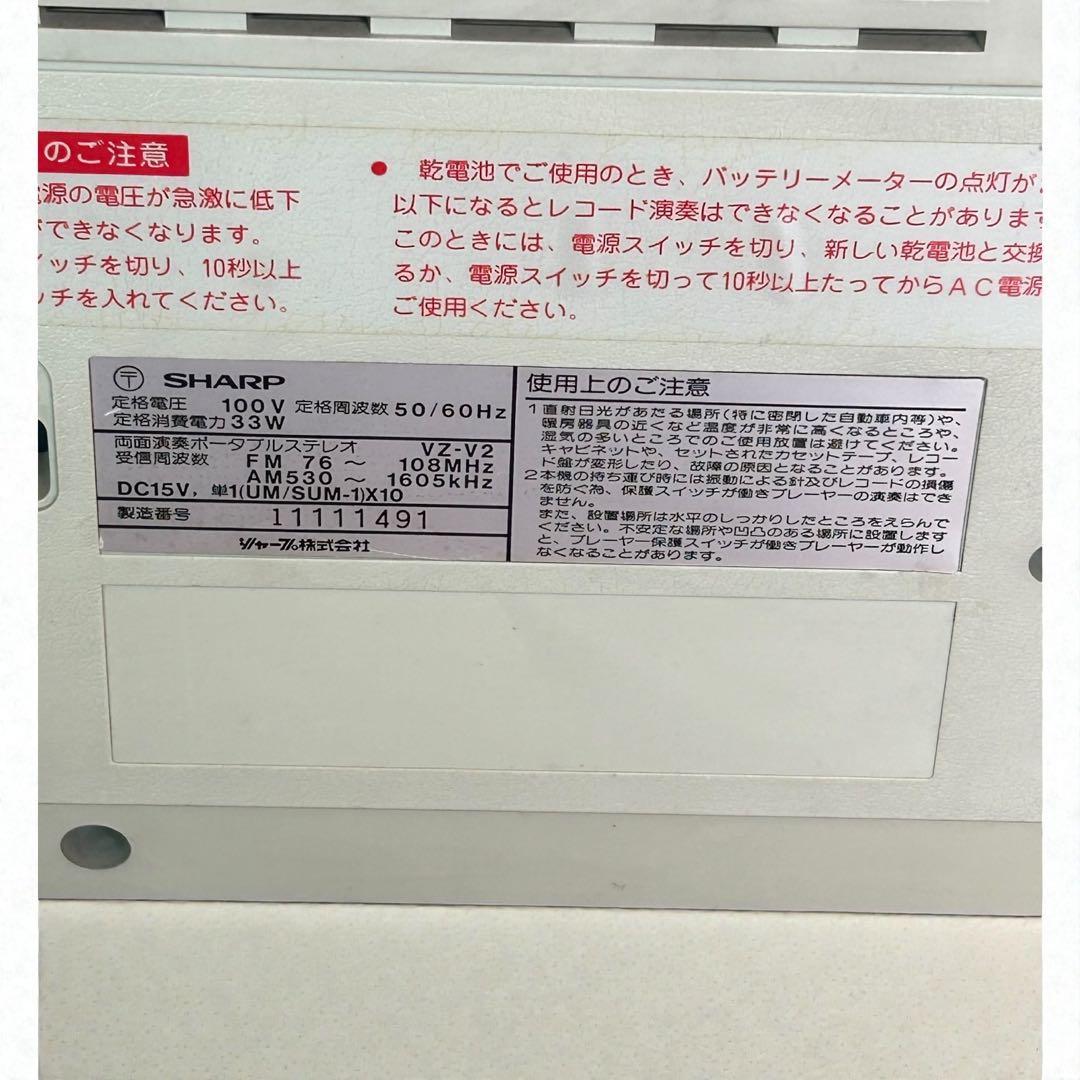 のご注意
源の電圧が急激に低下
できなくなります。
ッチを切り、10秒以上
チを入れてください。
● 乾電池でご使用のとき、バッテリーメーターの点灯が
以下になるとレコード演奏はできなくなることがあります
このときには、電源スイッチを切り、新しい乾電池と交換
るか、電源スイッチを切って10秒以上たってからAC電源
ご使用ください。
〒 SHARP
定格電圧 100V 定格周波数 50/60Hz
定格消費電力 33W
両面演奏ポータブルステレオ VZ-V2
受信周波数 FM 76 ～ 108MHz
AM530 ～ 1605kHz
DC15V, 単1(UM/SUM-1)X10
製造番号 11111491
シャープ株式会社
使用上のご注意
1 直射日光があたる場所(特に密閉した自動車内等)や、
暖房器具の近くなど温度が非常に高くなるところや、
湿気の多いところでのご使用放置は避けてください。
キャビネットや、セットされたカセットテープ、レコー
ド盤が変形したり、故障の原因となることがあります。
2 本機の持ち運び時には振動による針及びレコードの損傷
を防ぐ為、保護スイッチが働きプレーヤーの演奏はでき
ません。
また、設置場所は水平のしっかりしたところをえらんで
ください。不安定な場所や凹凸のある場所に設置します
と、プレーヤー保護スイッチが働きプレーヤーが動作し
なくなることがあります。